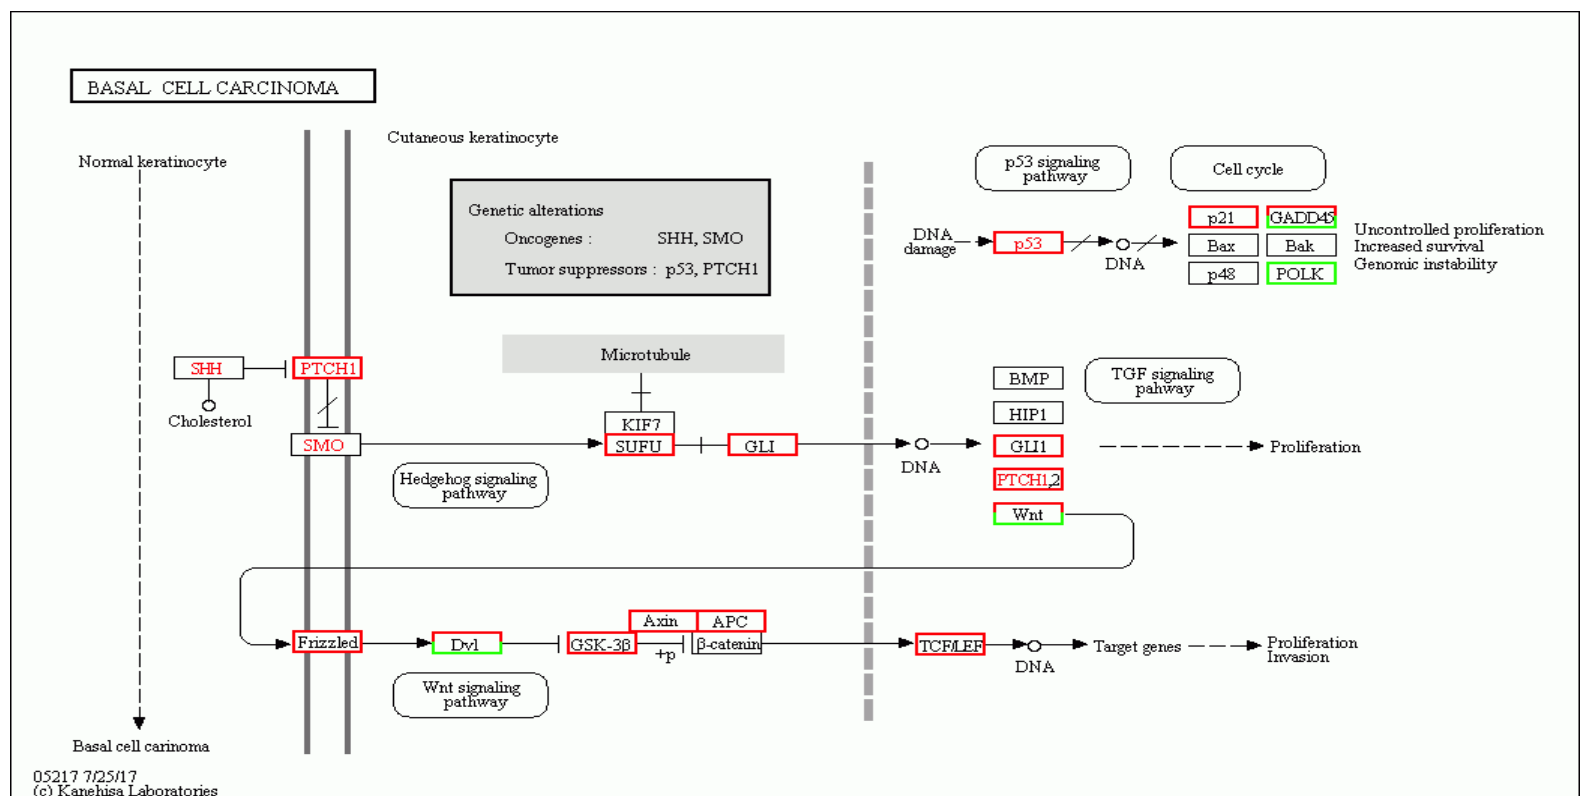 BASAL CELL CARCINOMA
Cutaneous keratinocyte
Normal keratinocyte
p53 signaling
pathway
Cell cycle
Genetic alterations
Oncogenes : SHH, SMO
Tumor suppressors : p53, PTCH1
DNA
damage
p53
DNA
p21
GADD45
Bax
Bak
p48
POLK
Uncontrolled proliferation
Increased survival
Genomic instability
Microtubule
SHH
PTCH1
Cholesterol
SMO
KIF7
SUFU
GLI
Hedgehog signaling
pathway
DNA
BMP
HIP1
GLI1
PTCH1,2
Wnt
TGF signaling
pahway
Proliferation
Frizzled
Dvl
GSK-3β
Axin
APC
β-catenin
+p
TCF/LEF
DNA
Target genes
Proliferation
Invasion
Wnt signaling
pathway
Basal cell carinoma
05217 7/25/17
(c) Kanehisa Laboratories